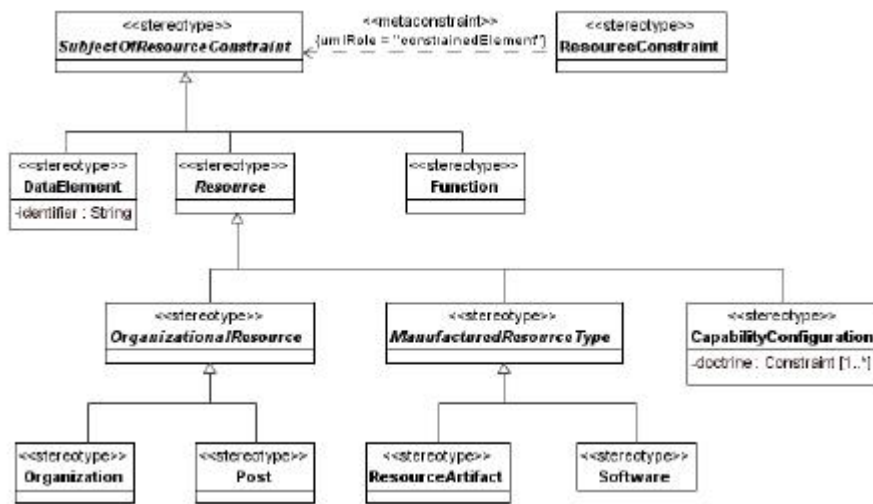 <<stereotype>>
SubjectOfResourceConstraint
<<metaconstraint>>
{umlRole = "constrainedElement"}
<<stereotype>>
ResourceConstraint
<<stereotype>>
DataElement
-identifier : String
<<stereotype>>
Resource
<<stereotype>>
Function
<<stereotype>>
OrganizationalResource
<<stereotype>>
ManufacturedResourceType
<<stereotype>>
CapabilityConfiguration
-doctrine : Constraint [1..*]
<<stereotype>>
Organization
<<stereotype>>
Post
<<stereotype>>
ResourceArtifact
<<stereotype>>
Software